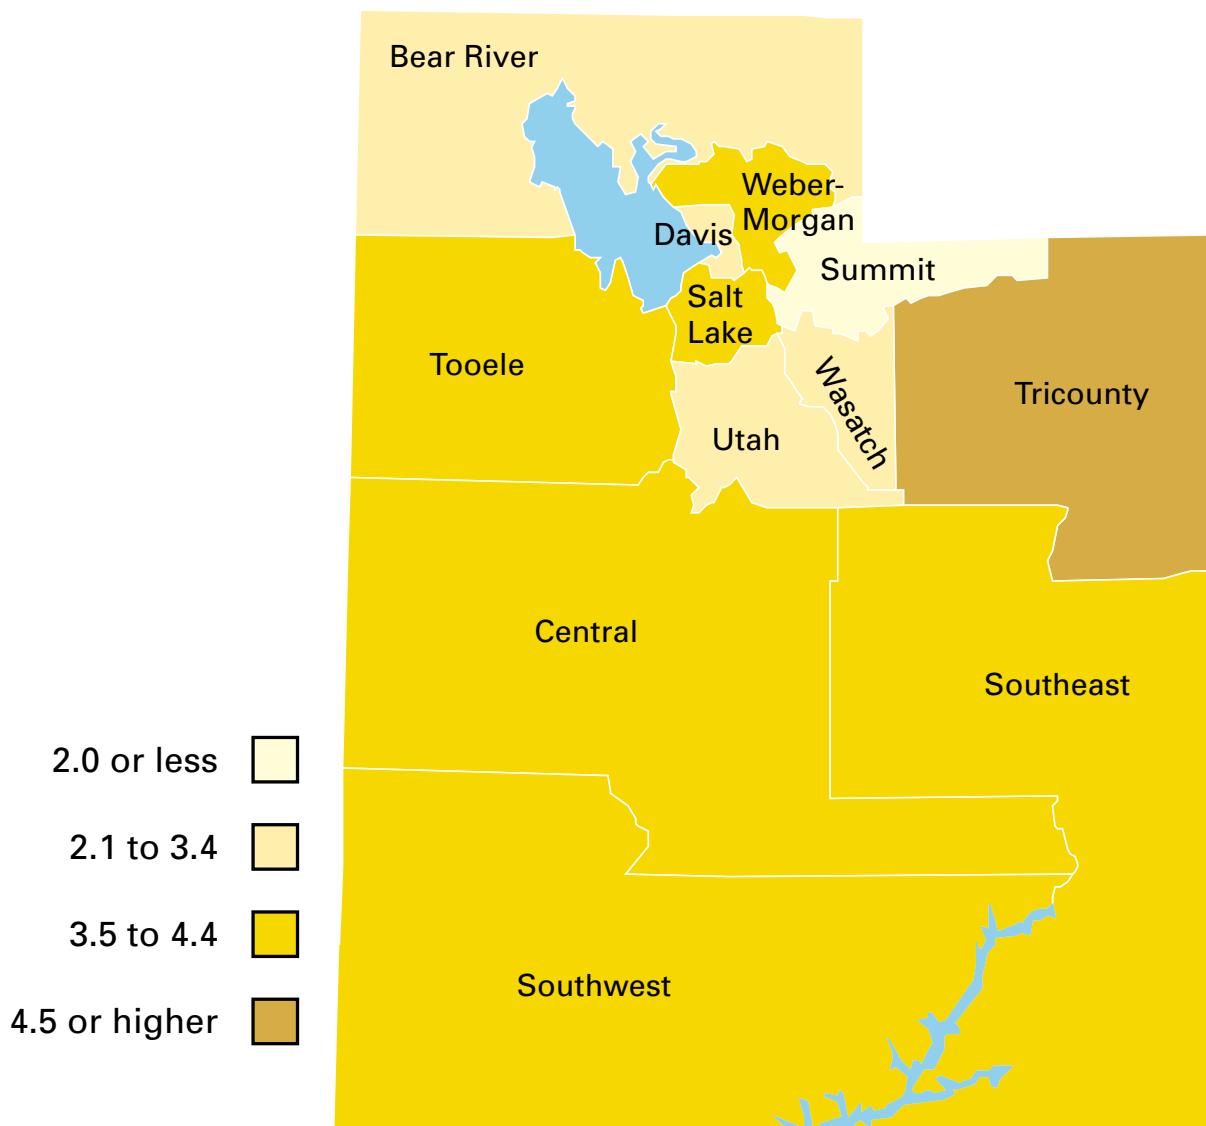 Bear River
Weber-
Morgan
Davis
Summit
Salt
Lake
Tooele
Wasatch
Tricounty
Utah
Central
Southeast
2.0 or less
2.1 to 3.4
3.5 to 4.4
Southwest
4.5 or higher